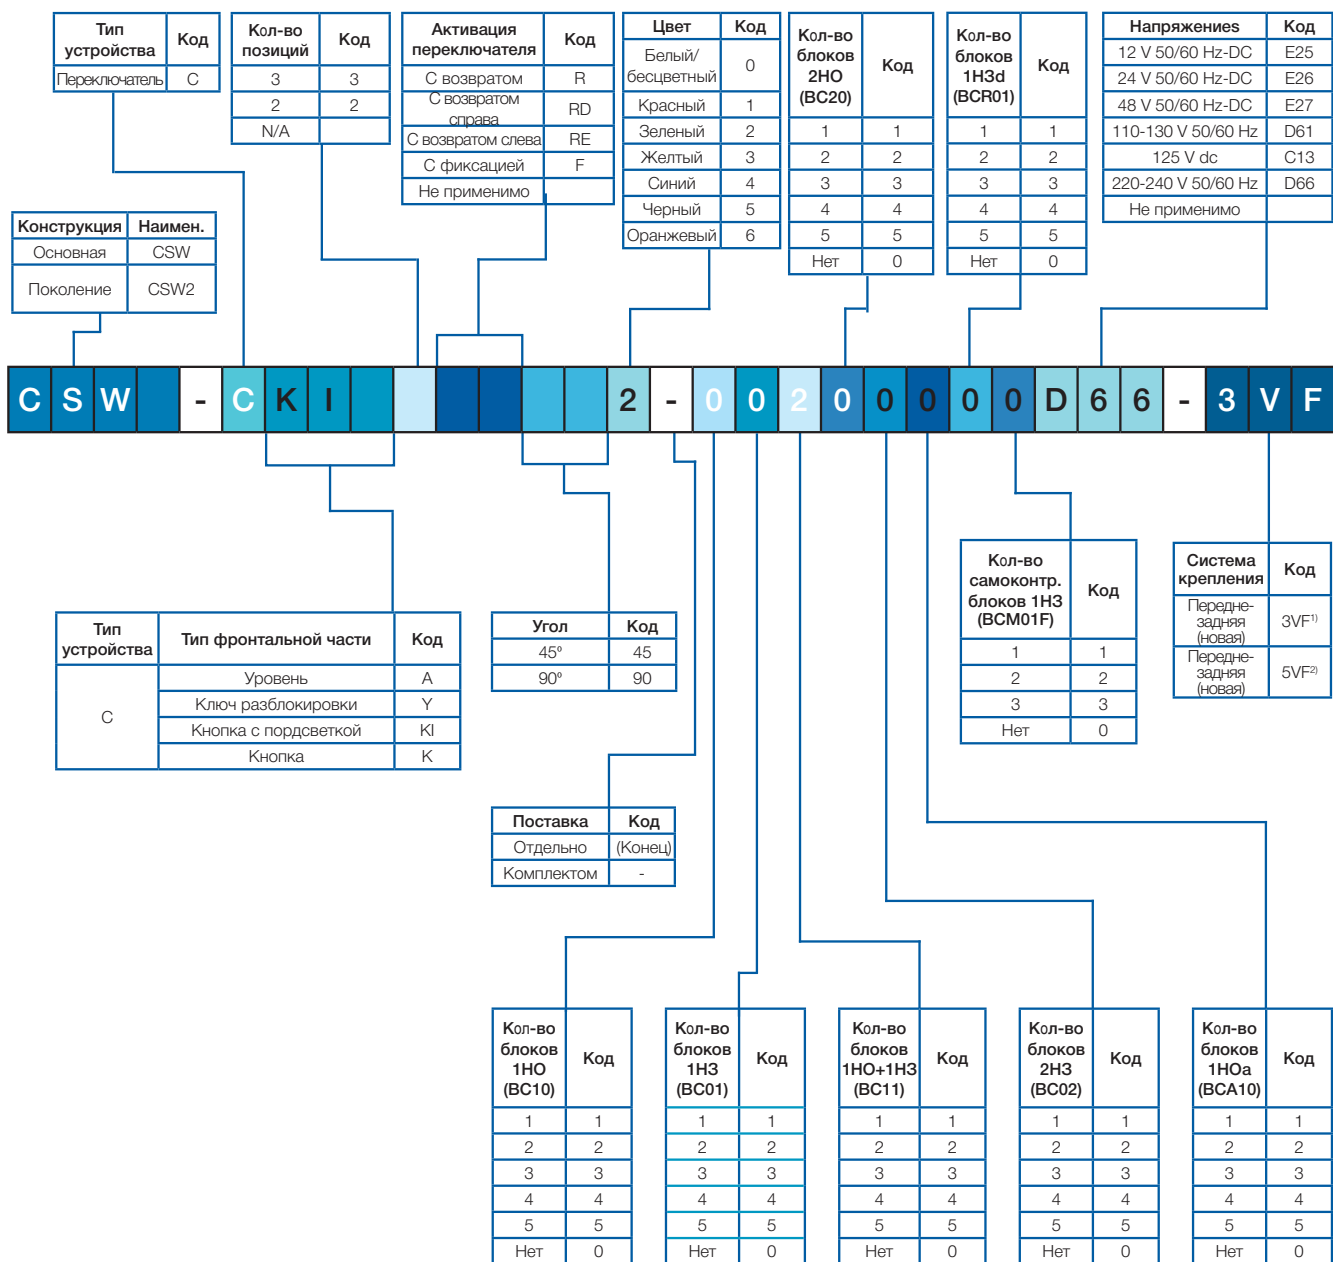 Тип устройства Код
Переключатель C
Кол-во позиций Код
3 3
2 2
N/A
Активация переключателя Код
С возвратом R
С возвратом справа RD
С возвратом слева RE
С фиксацией F
Не применимо
Цвет Код
Белый/бесцветный 0
Красный 1
Зеленый 2
Желтый 3
Синий 4
Черный 5
Оранжевый 6
Кол-во блоков 2НО (BC20) Код
1 1
2 2
3 3
4 4
5 5
Нет 0
Кол-во блоков 1НЗd (BCR01) Код
1 1
2 2
3 3
4 4
5 5
Нет 0
Напряжениеs Код
12 V 50/60 Hz-DC E25
24 V 50/60 Hz-DC E26
48 V 50/60 Hz-DC E27
110-130 V 50/60 Hz D61
125 V dc C13
220-240 V 50/60 Hz D66
Не применимо
Конструкция Наимен.
Основная CSW
Поколение CSW2
C S W - C K I 2 - 0 0 2 0 0 0 0 0 D 6 6 - 3 V F
Тип устройства Тип фронтальной части Код
C
Уровень A
Ключ разблокировки Y
Кнопка с пордсветкой KI
Кнопка K
Угол Код
45º 45
90º 90
Поставка Код
Отдельно (Конец)
Комплектом -
Кол-во самоконтр. блоков 1НЗ (BCM01F) Код
1 1
2 2
3 3
Нет 0
Система крепления Код
Передне-задняя (новая) 3VF1)
Передне-задняя (новая) 5VF2)
Кол-во блоков 1НО (BC10) Код
1 1
2 2
3 3
4 4
5 5
Нет 0
Кол-во блоков 1НЗ (BC01) Код
1 1
2 2
3 3
4 4
5 5
Нет 0
Кол-во блоков 1НО+1НЗ (BC11) Код
1 1
2 2
3 3
4 4
5 5
Нет 0
Кол-во блоков 2НЗ (BC02) Код
1 1
2 2
3 3
4 4
5 5
Нет 0
Кол-во блоков 1НОа (BCA10) Код
1 1
2 2
3 3
4 4
5 5
Нет 0